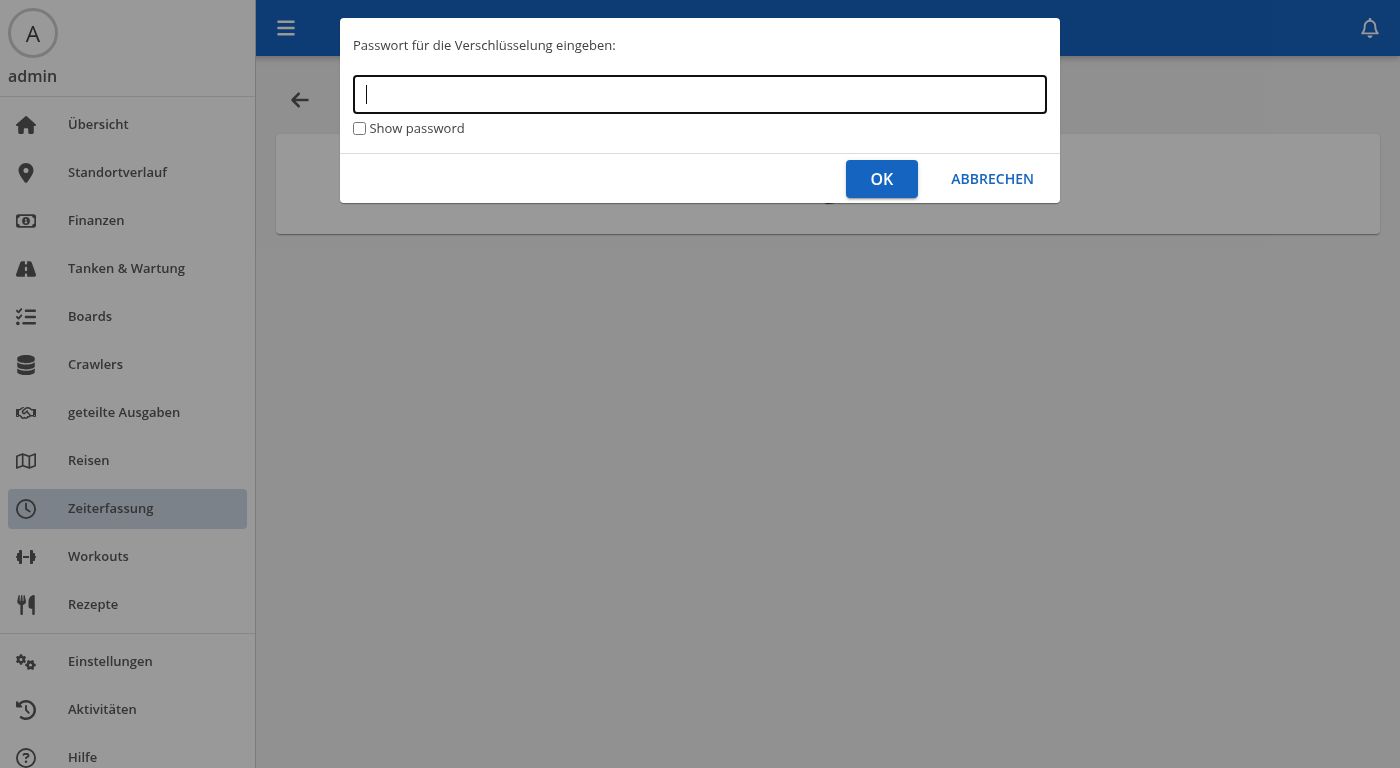 A
admin
Übersicht
Standortverlauf
Finanzen
Tanken & Wartung
Boards
Crawlers
geteilte Ausgaben
Reisen
Zeiterfassung
Workouts
Rezepte
Einstellungen
Aktivitäten
Hilfe
Passwort für die Verschlüsselung eingeben:
Show password
OK
ABBRECHEN